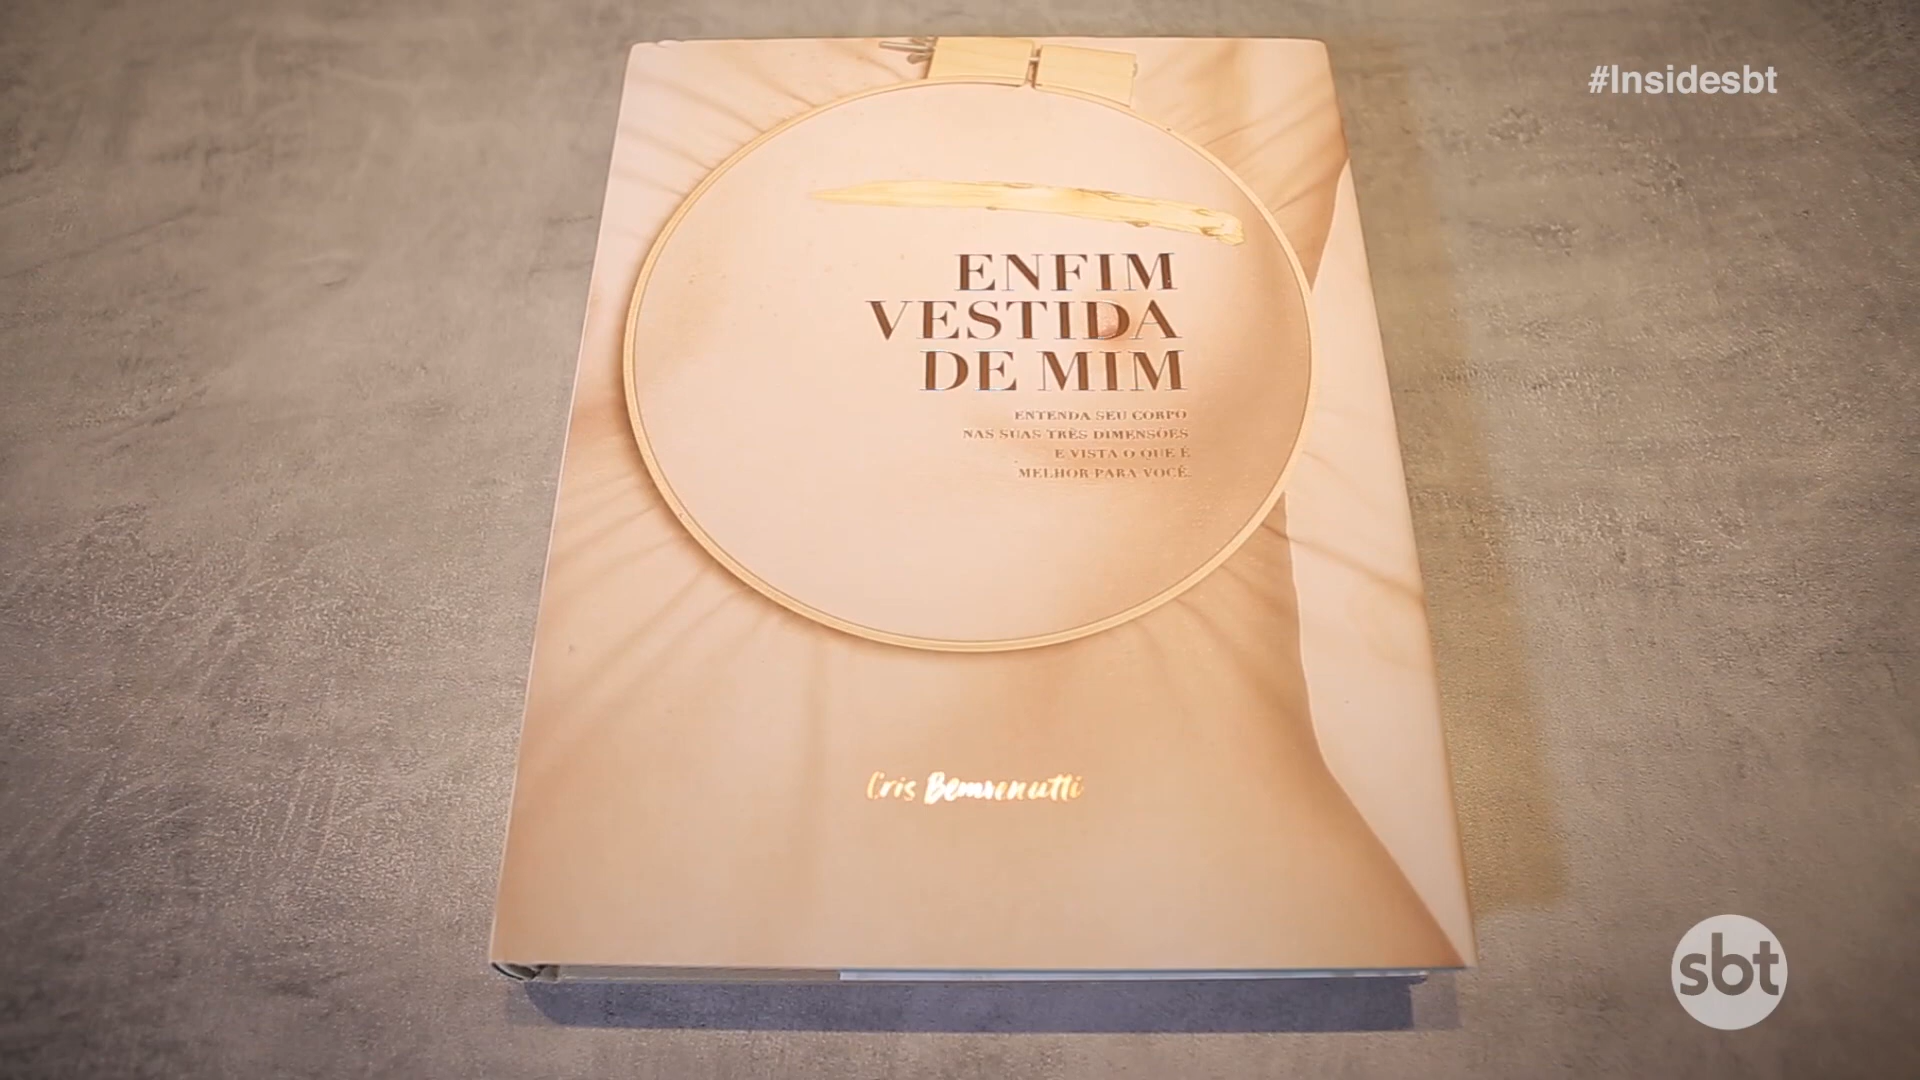 #Insidesbt
ENFIM
VESTIDA
DE MIM
ENTENDA SEU CORPO
NAS SUAS TRÊS DIMENSÕES
E VISTA O QUE É
MELHOR PARA VOCÊ.
Cris Bemvenutti
sbt